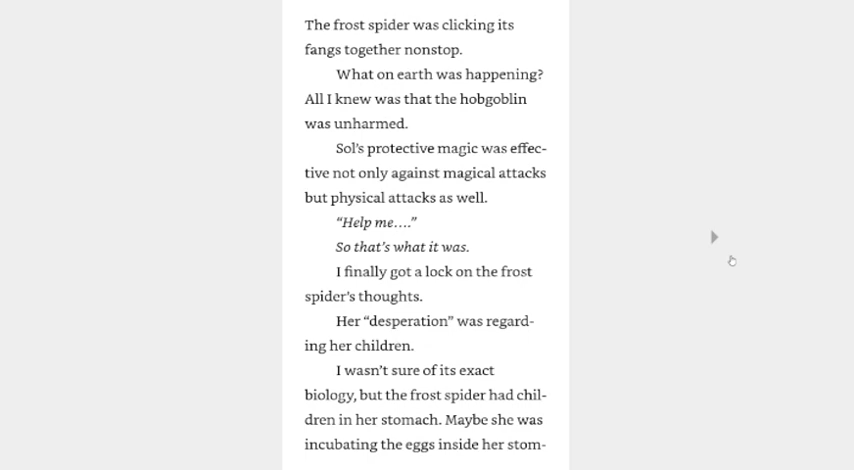 The frost spider was clicking its
fangs together nonstop.
What on earth was happening?
All I knew was that the hobgoblin
was unharmed.
Sol’s protective magic was effec-
tive not only against magical attacks
but physical attacks as well.
“Help me....”
So that’s what it was.
I finally got a lock on the frost
spider’s thoughts.
Her “desperation” was regard-
ing her children.
I wasn’t sure of its exact
biology, but the frost spider had chil-
dren in her stomach. Maybe she was
incubating the eggs inside her stom-